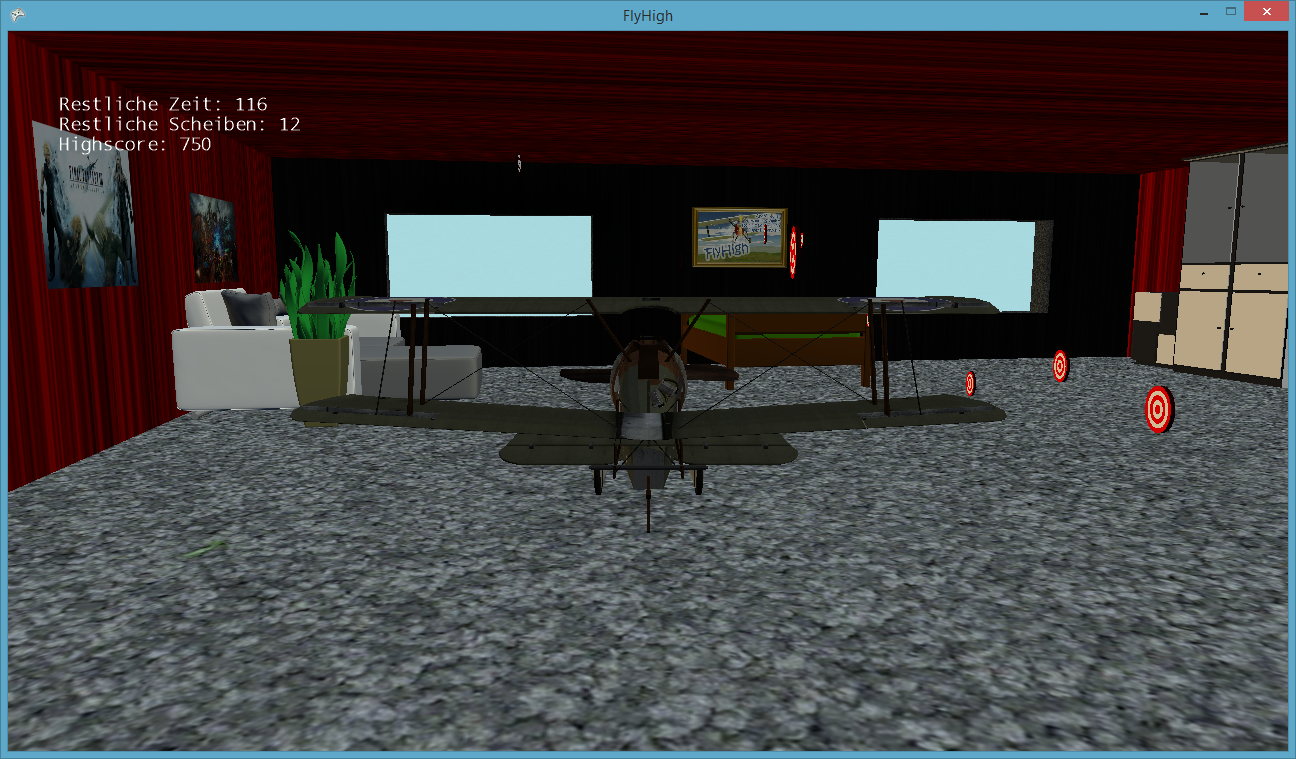 FlyHigh
Restliche Zeit: 116
Restliche Scheiben: 12
Highscore: 750
FlyHigh